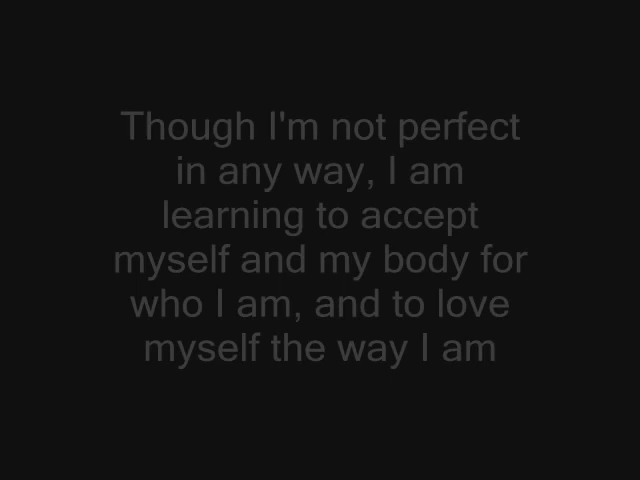 Though I'm not perfect
in any way, I am
learning to accept
myself and my body for
who I am, and to love
myself the way I am